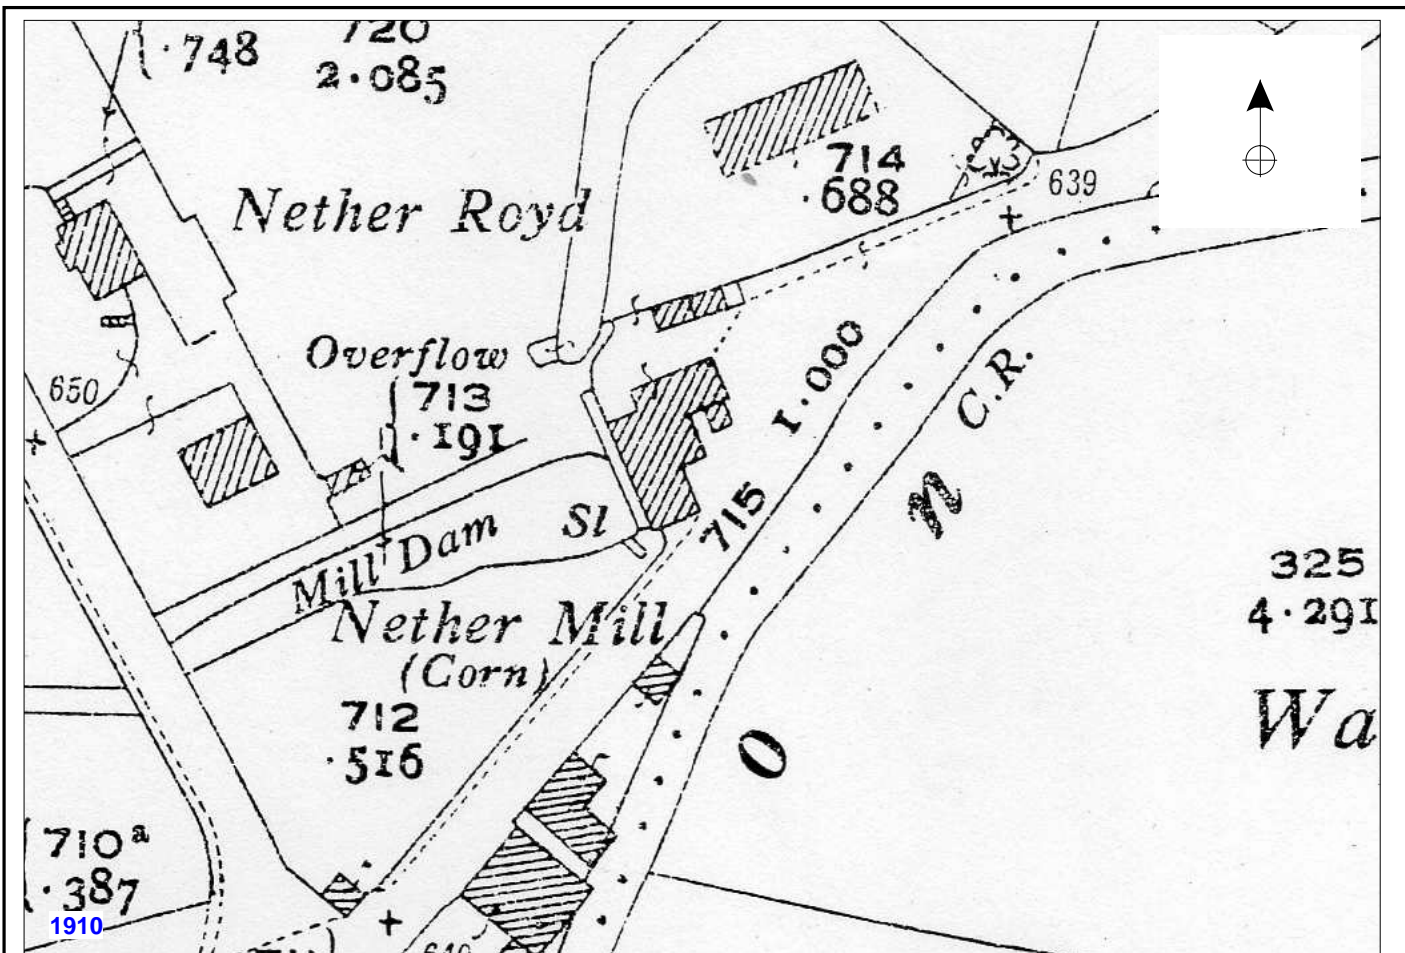 720
·748
2·085
714
·688
639
Nether Royd
Overflow
713
·191
650
1·000
C.R.
n
Sl
715
Mill Dam
325
4·291
Nether Mill
(Corn)
712
·516
Wa
O
710ᵃ
·387
1910